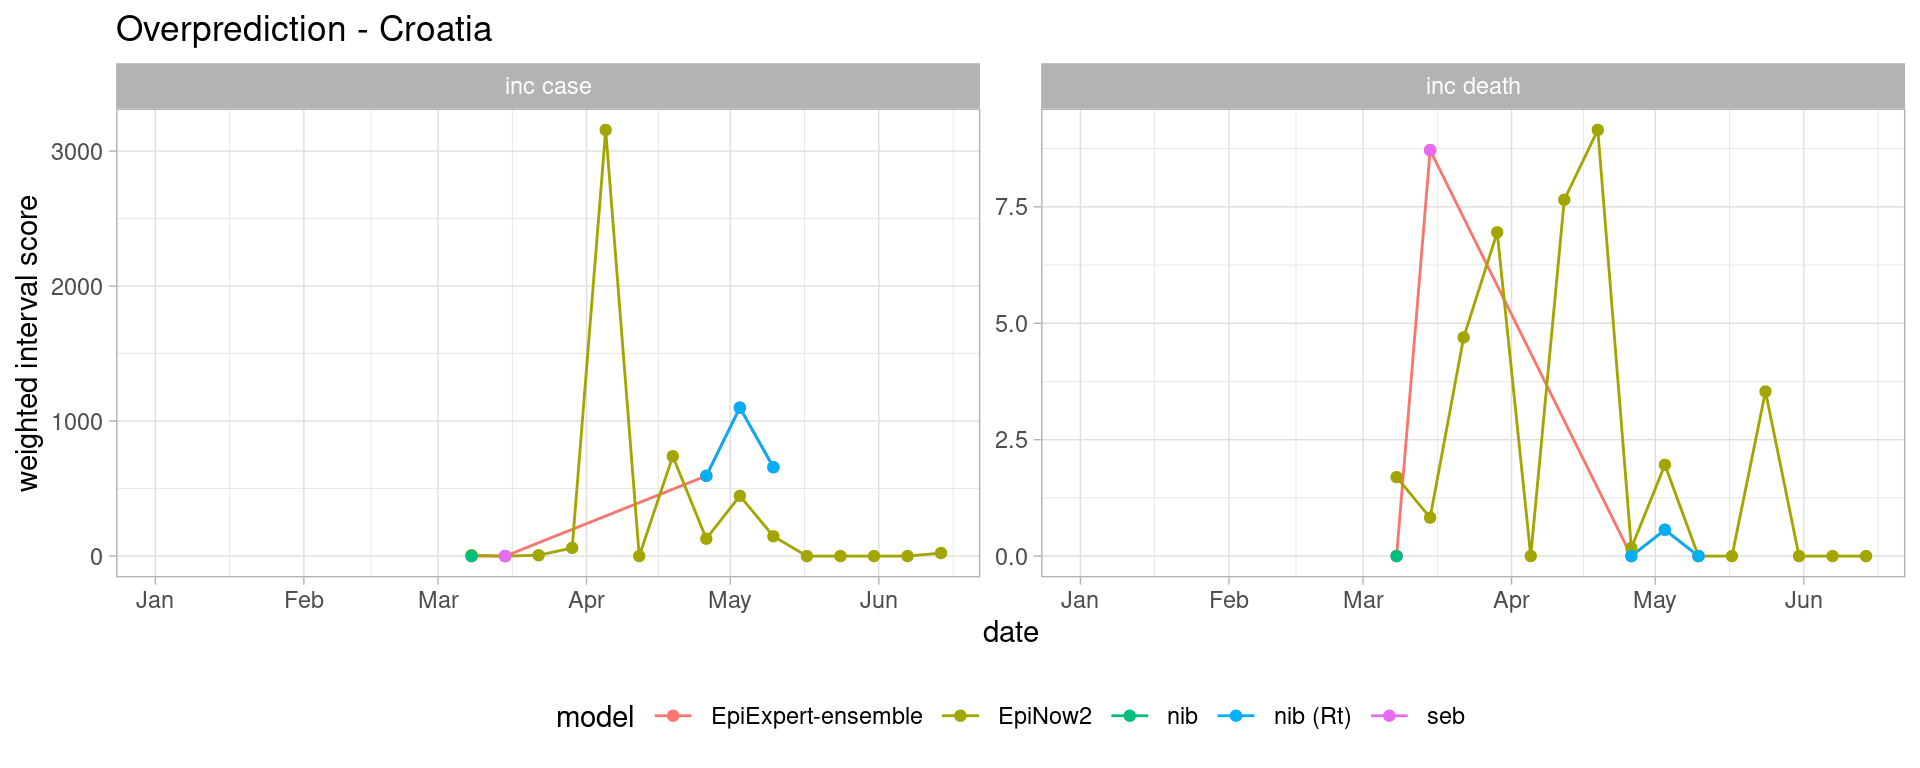 Overprediction - Croatia
inc case
inc death
weighted interval score
3000
2000
1000
0
7.5
5.0
2.5
0.0
Jan Feb Mar Apr May Jun
Jan Feb Mar Apr May Jun
date
model EpiExpert-ensemble EpiNow2 nib nib (Rt) seb